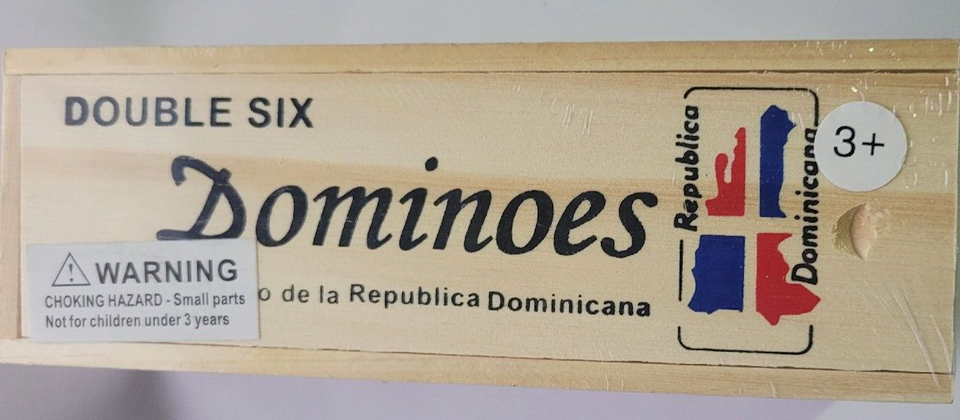 DOUBLE SIX
Dominoes
o de la Republica Dominicana
WARNING
CHOKING HAZARD - Small parts
Not for children under 3 years
Republica
Dominicana
3+